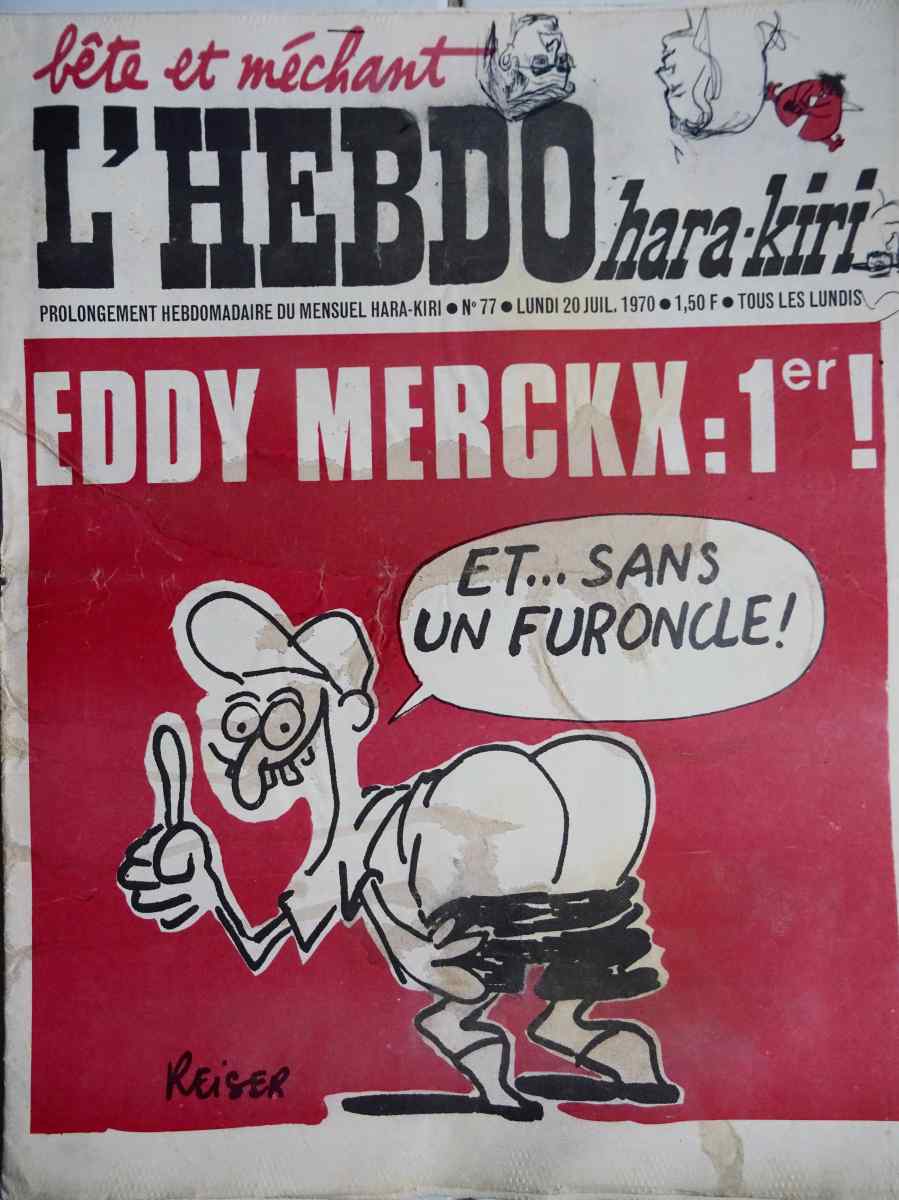 bête et méchant
L'HEBDO hara-kiri
PROLONGEMENT HEBDOMADAIRE DU MENSUEL HARA-KIRI ● N° 77 ● LUNDI 20 JUIL. 1970 ● 1,50 F ● TOUS LES LUNDIS
EDDY MERCKX : 1er !
ET... SANS
UN FURONCLE !
REISER